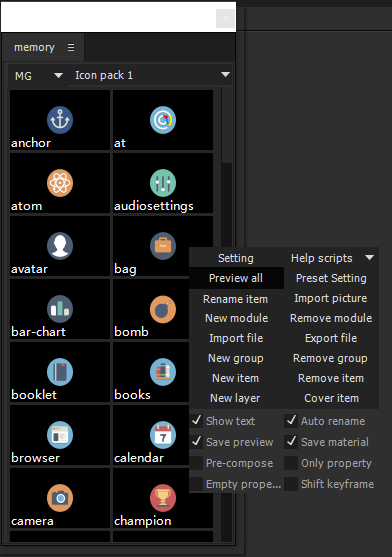 memory
MG Icon pack 1
anchor at
atom audiosettings
avatar bag
bar-chart bomb
booklet books
browser calendar
7
camera champion
Setting Help scripts
Preview all Preset Setting
Rename item Import picture
New module Remove module
Import file Export file
New group Remove group
New item Remove item
New layer Cover item
Show text Auto rename
Save preview Save material
Pre-compose Only property
Empty prope... Shift keyframe